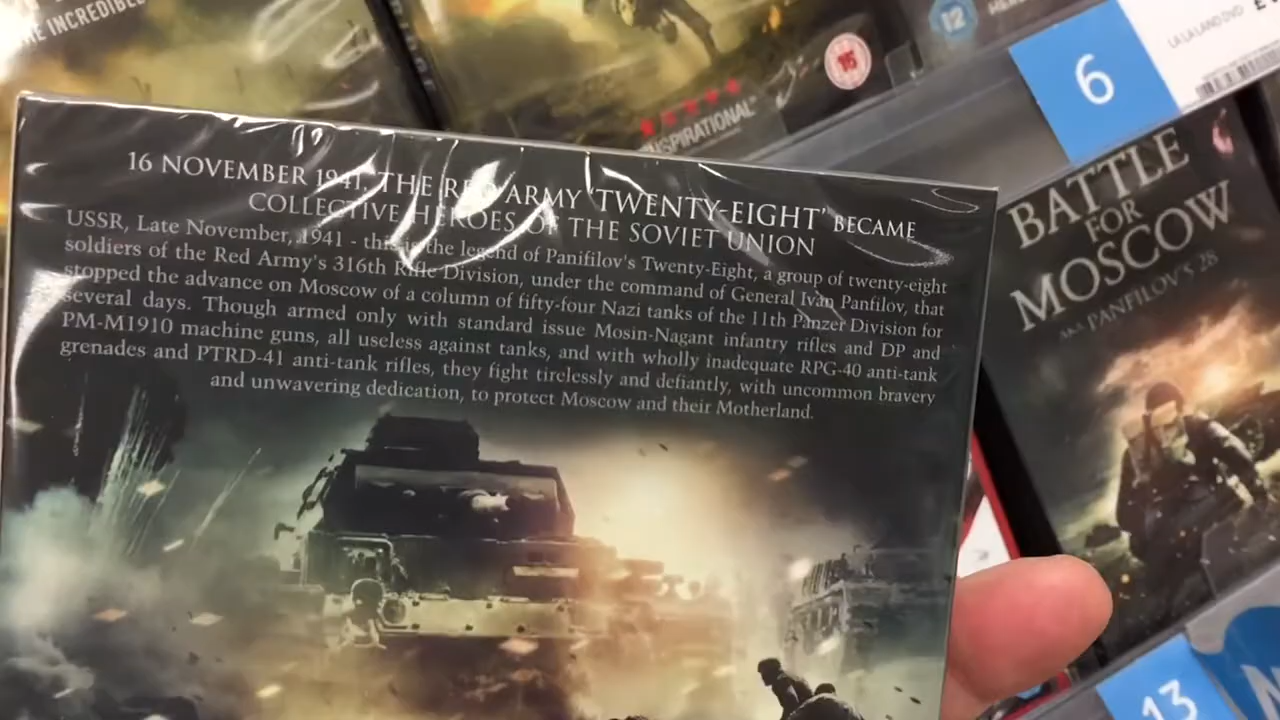 HE INCREDIBLE
15
12
INSPIRATIONAL"
6
LA LA LAND DVD
16 NOVEMBER 1941, THE RED ARMY 'TWENTY-EIGHT' BECAME
COLLECTIVE HEROES OF THE SOVIET UNION
USSR, Late November, 1941 - this is the legend of Panifilov's Twenty-Eight, a group of twenty-eight
soldiers of the Red Army's 316th Rifle Division, under the command of General Ivan Panfilov, that
stopped the advance on Moscow of a column of fifty-four Nazi tanks of the 11th Panzer Division for
several days. Though armed only with standard issue Mosin-Nagant infantry rifles and DP and
PM-M1910 machine guns, all useless against tanks, and with wholly inadequate RPG-40 anti-tank
grenades and PTRD-41 anti-tank rifles, they fight tirelessly and defiantly, with uncommon bravery
and unwavering dedication, to protect Moscow and their Motherland.
BATTLE
FOR
MOSCOW
AKA PANFILOV'S 28
13